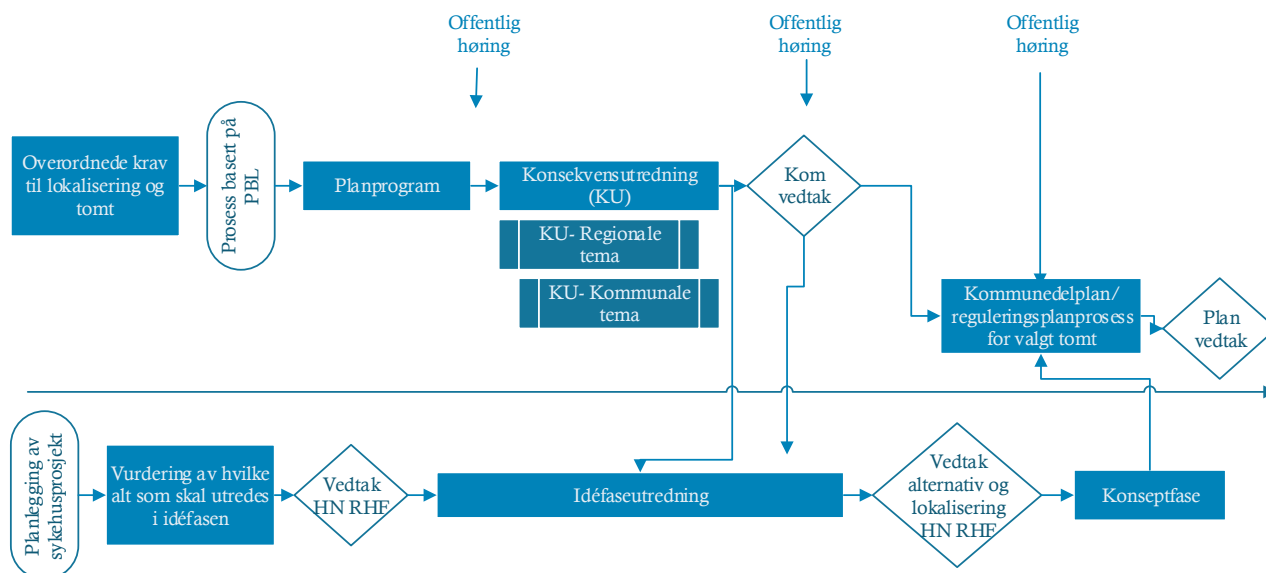 Offentlig
høring
Offentlig
høring
Offentlig
høring
Overordnede krav
til lokalisering og
tomt
Prosess basert på
PBL
Planprogram
Konsekvensutredning
(KU)
KU- Regionale
tema
KU- Kommunale
tema
Kom
vedtak
Kommunedelplan/
reguleringsplanprosess
for valgt tomt
Plan
vedtak
Planlegging av
sykehusprosjekt
Vurdering av hvilke
alt som skal utredes
i idéfasen
Vedtak
HN RHF
Idéfaseutredning
Vedtak
alternativ og
lokalisering
HN RHF
Konseptfase